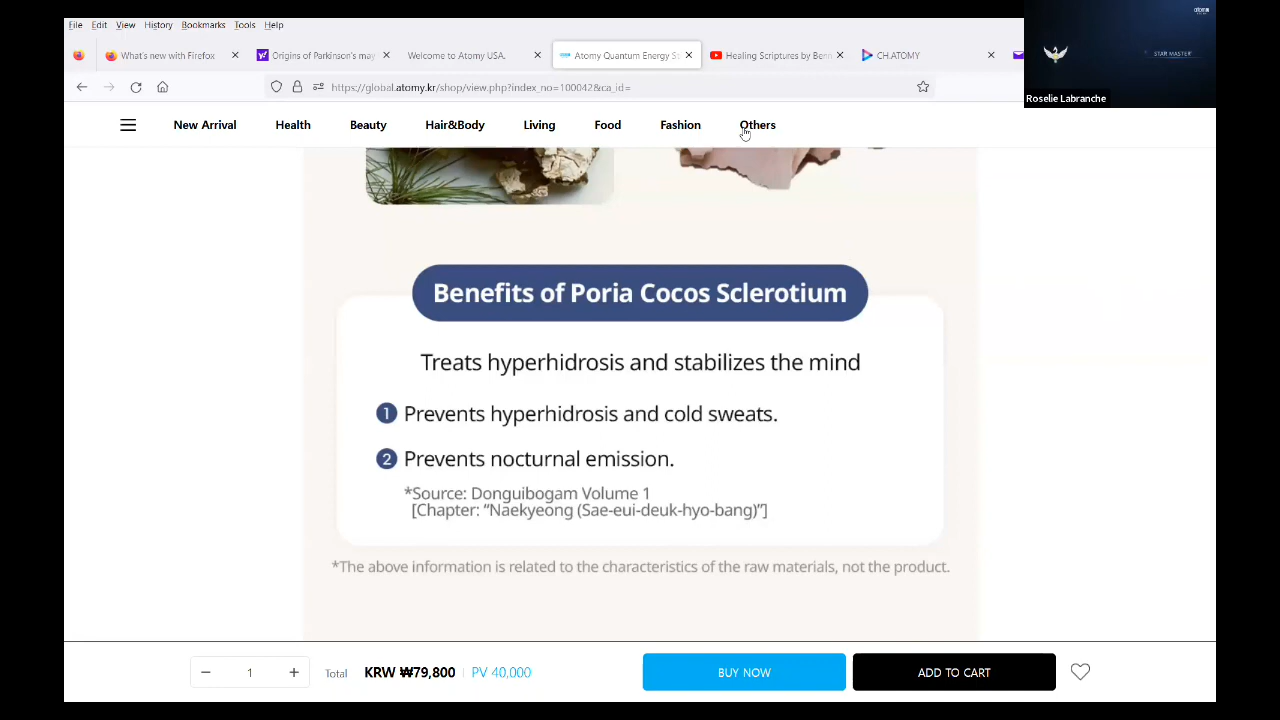 File Edit View History Bookmarks Tools Help
What's new with Firefox
Origins of Parkinson's may
Welcome to Atomy USA.
Atomy Quantum Energy S
Healing Scriptures by Ben
CH.ATOMY
https://global.atomy.kr/shop/view.php?index_no=100042&ca_id=
atomy
STAR MASTER
Roselie Labranche
New Arrival Health Beauty Hair&Body Living Food Fashion Others
Benefits of Poria Cocos Sclerotium
Treats hyperhidrosis and stabilizes the mind
1 Prevents hyperhidrosis and cold sweats.
2 Prevents nocturnal emission.
*Source: Donguibogam Volume 1
[Chapter: “Naekyeong (Sae-eui-deuk-hyo-bang)”]
*The above information is related to the characteristics of the raw materials, not the product.
− 1 + Total KRW ₩79,800 | PV 40,000 BUY NOW ADD TO CART